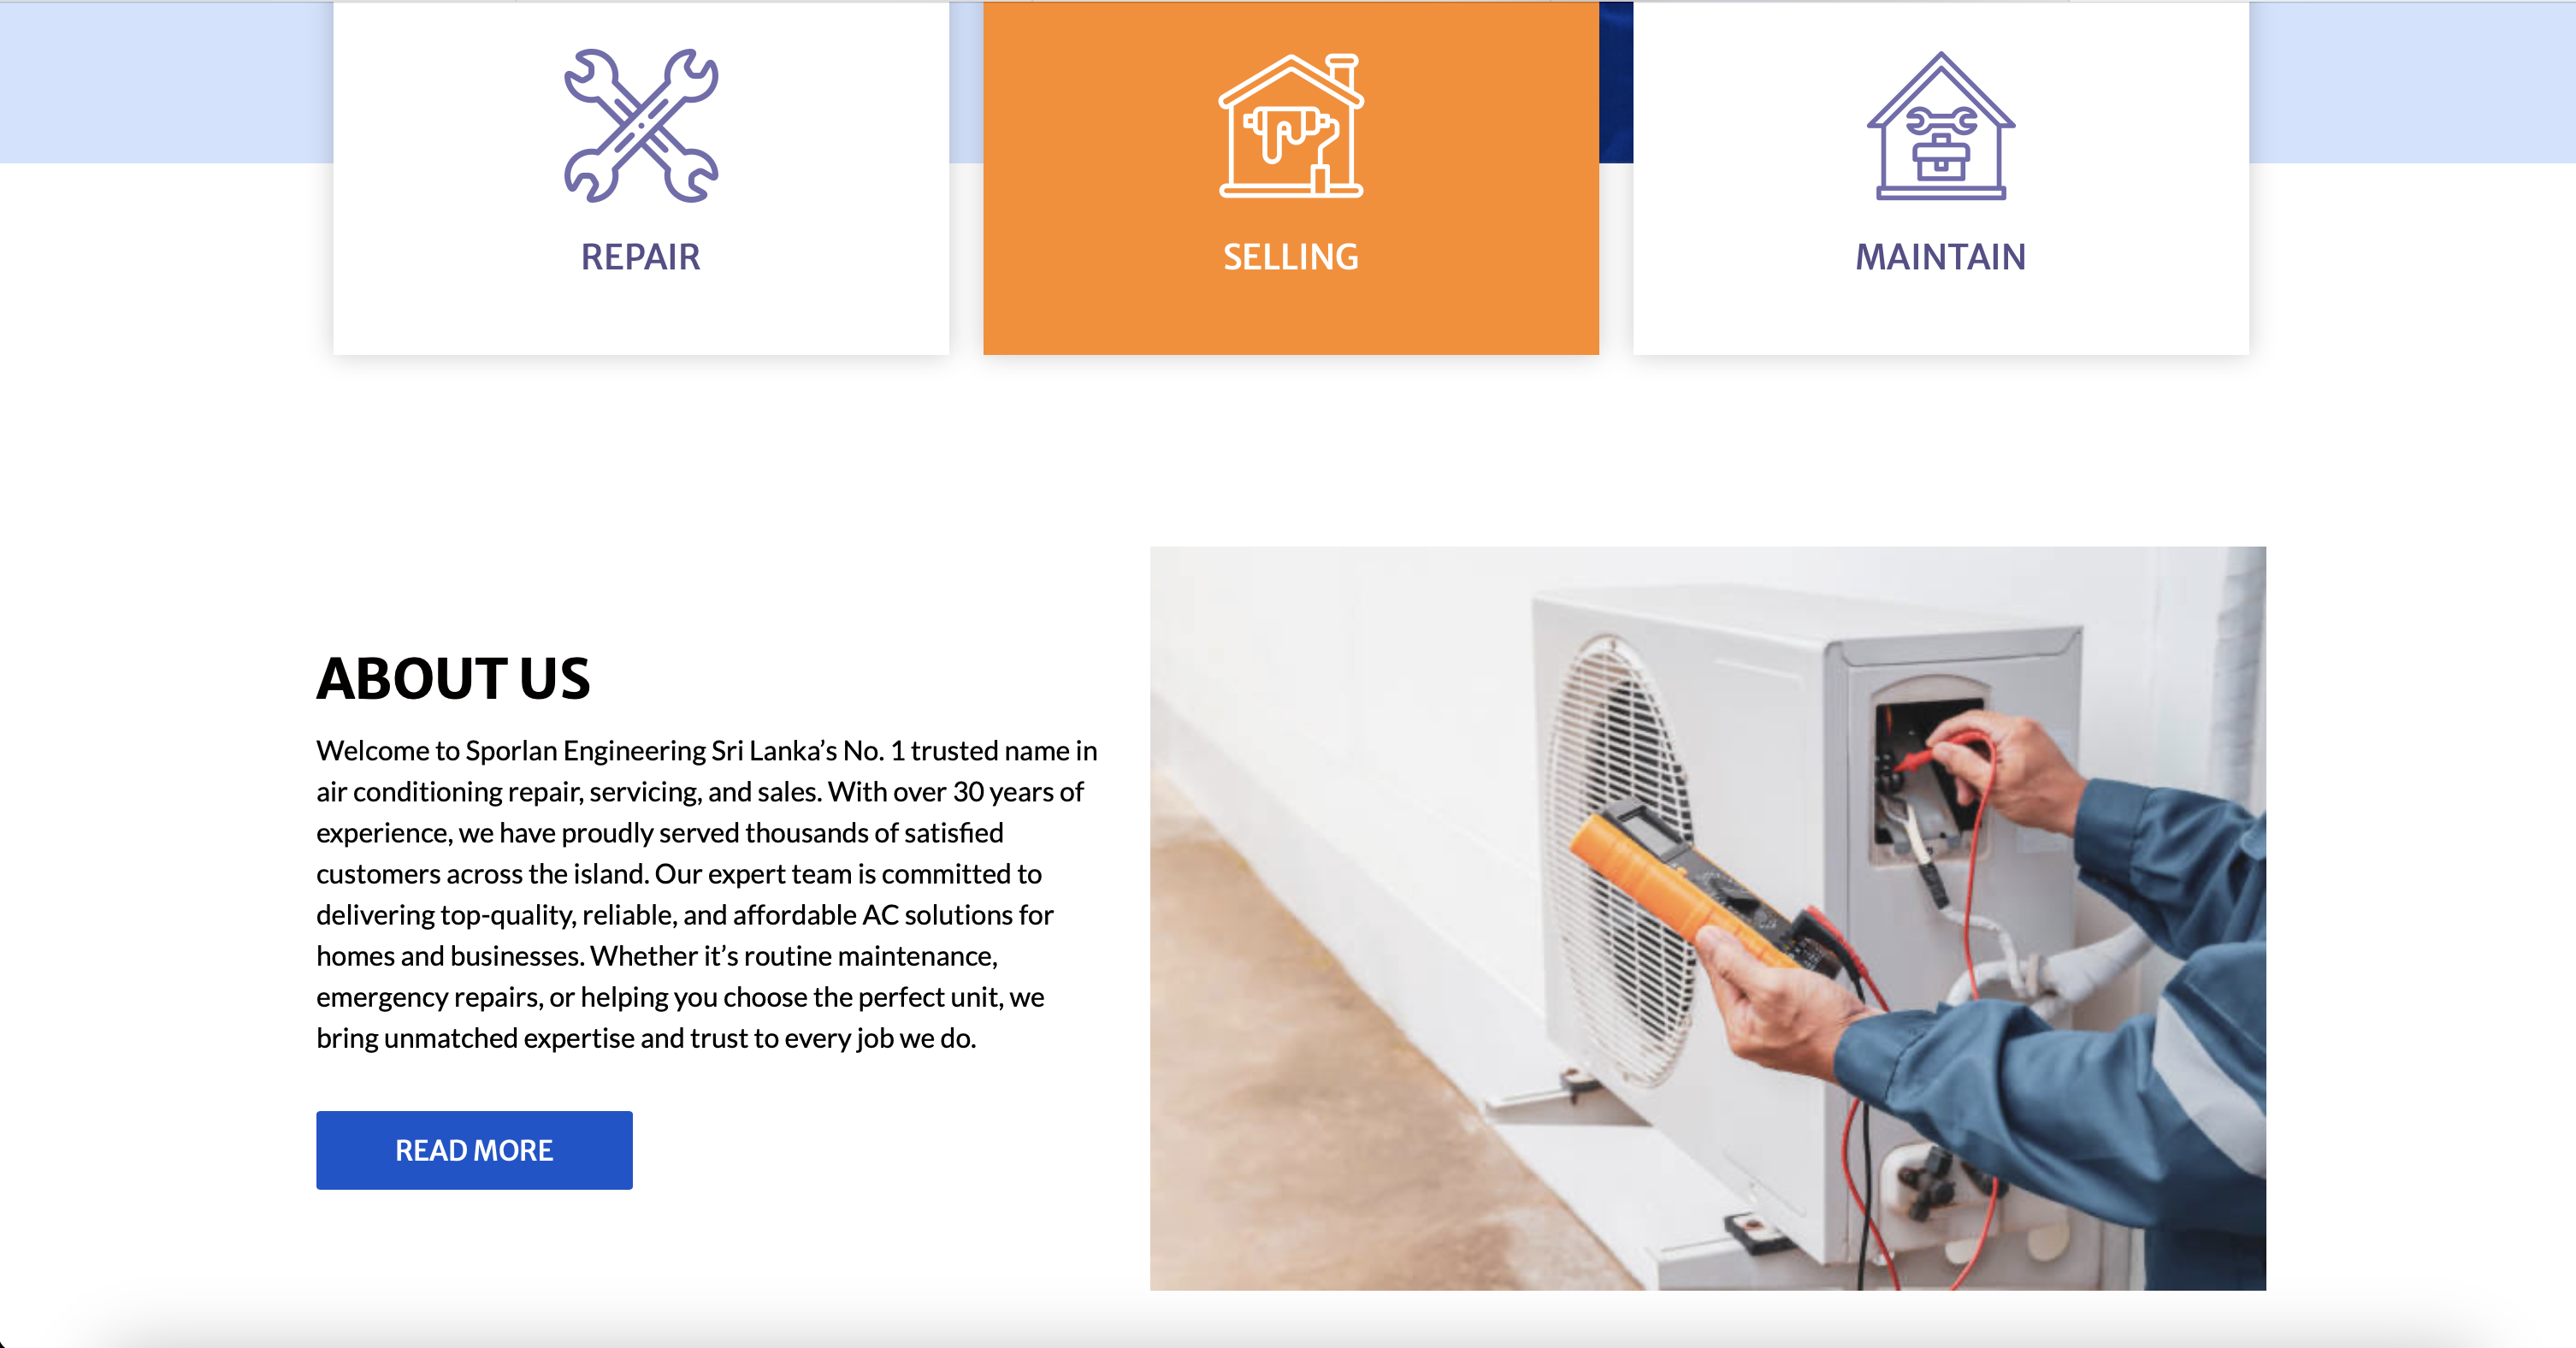 REPAIR
SELLING
MAINTAIN
ABOUT US
Welcome to Sporlan Engineering Sri Lanka’s No. 1 trusted name in
air conditioning repair, servicing, and sales. With over 30 years of
experience, we have proudly served thousands of satisfied
customers across the island. Our expert team is committed to
delivering top-quality, reliable, and affordable AC solutions for
homes and businesses. Whether it’s routine maintenance,
emergency repairs, or helping you choose the perfect unit, we
bring unmatched expertise and trust to every job we do.
READ MORE